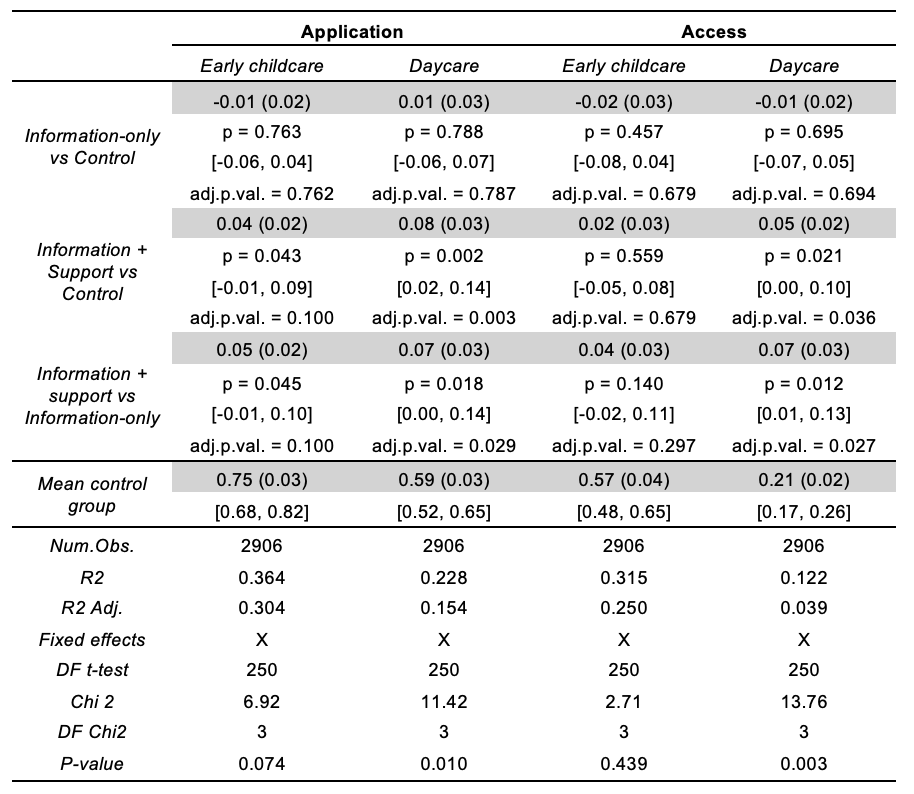 Application Access
Early childcare Daycare Early childcare Daycare
Information-only vs Control
-0.01 (0.02) 0.01 (0.03) -0.02 (0.03) -0.01 (0.02)
p = 0.763 p = 0.788 p = 0.457 p = 0.695
[-0.06, 0.04] [-0.06, 0.07] [-0.08, 0.04] [-0.07, 0.05]
adj.p.val. = 0.762 adj.p.val. = 0.787 adj.p.val. = 0.679 adj.p.val. = 0.694
Information + Support vs Control
0.04 (0.02) 0.08 (0.03) 0.02 (0.03) 0.05 (0.02)
p = 0.043 p = 0.002 p = 0.559 p = 0.021
[-0.01, 0.09] [0.02, 0.14] [-0.05, 0.08] [0.00, 0.10]
adj.p.val. = 0.100 adj.p.val. = 0.003 adj.p.val. = 0.679 adj.p.val. = 0.036
Information + support vs Information-only
0.05 (0.02) 0.07 (0.03) 0.04 (0.03) 0.07 (0.03)
p = 0.045 p = 0.018 p = 0.140 p = 0.012
[-0.01, 0.10] [0.00, 0.14] [-0.02, 0.11] [0.01, 0.13]
adj.p.val. = 0.100 adj.p.val. = 0.029 adj.p.val. = 0.297 adj.p.val. = 0.027
Mean control group
0.75 (0.03) 0.59 (0.03) 0.57 (0.04) 0.21 (0.02)
[0.68, 0.82] [0.52, 0.65] [0.48, 0.65] [0.17, 0.26]
Num.Obs. 2906 2906 2906 2906
R2 0.364 0.228 0.315 0.122
R2 Adj. 0.304 0.154 0.250 0.039
Fixed effects X X X X
DF t-test 250 250 250 250
Chi 2 6.92 11.42 2.71 13.76
DF Chi2 3 3 3 3
P-value 0.074 0.010 0.439 0.003